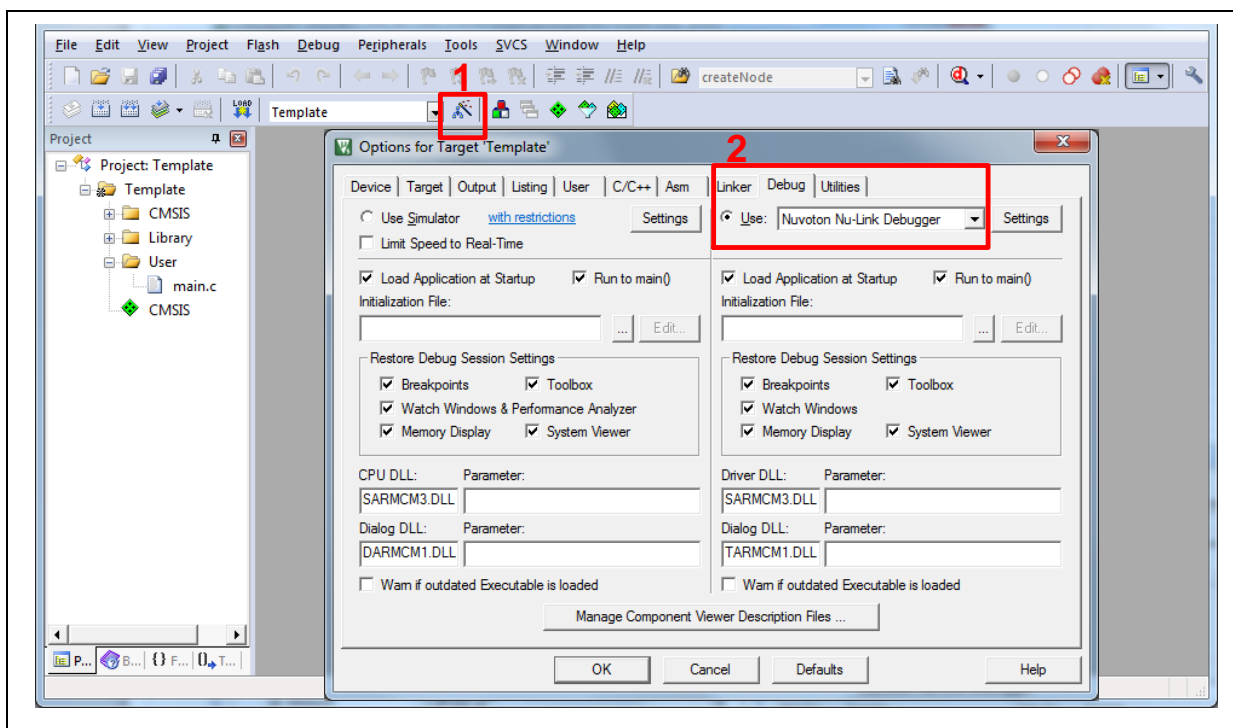 File Edit View Project Flash Debug Peripherals Tools SVCS Window Help
1
createNode
LOAD Template
Project
Project: Template
Template
CMSIS
Library
User
main.c
CMSIS
P... B... {} F... 0 T...
Options for Target 'Template'
2
Device Target Output Listing User C/C++ Asm Linker Debug Utilities
Use Simulator with restrictions Settings Use: Nuvoton Nu-Link Debugger Settings
Limit Speed to Real-Time
Load Application at Startup Run to main() Load Application at Startup Run to main()
Initialization File: Initialization File:
... Edit... ... Edit...
Restore Debug Session Settings Restore Debug Session Settings
Breakpoints Toolbox Breakpoints Toolbox
Watch Windows & Performance Analyzer Watch Windows
Memory Display System Viewer Memory Display System Viewer
CPU DLL: Parameter: Driver DLL: Parameter:
SARMCM3.DLL SARMCM3.DLL
Dialog DLL: Parameter: Dialog DLL: Parameter:
DARMCM1.DLL TARMCM1.DLL
Warn if outdated Executable is loaded Warn if outdated Executable is loaded
Manage Component Viewer Description Files ...
OK Cancel Defaults Help